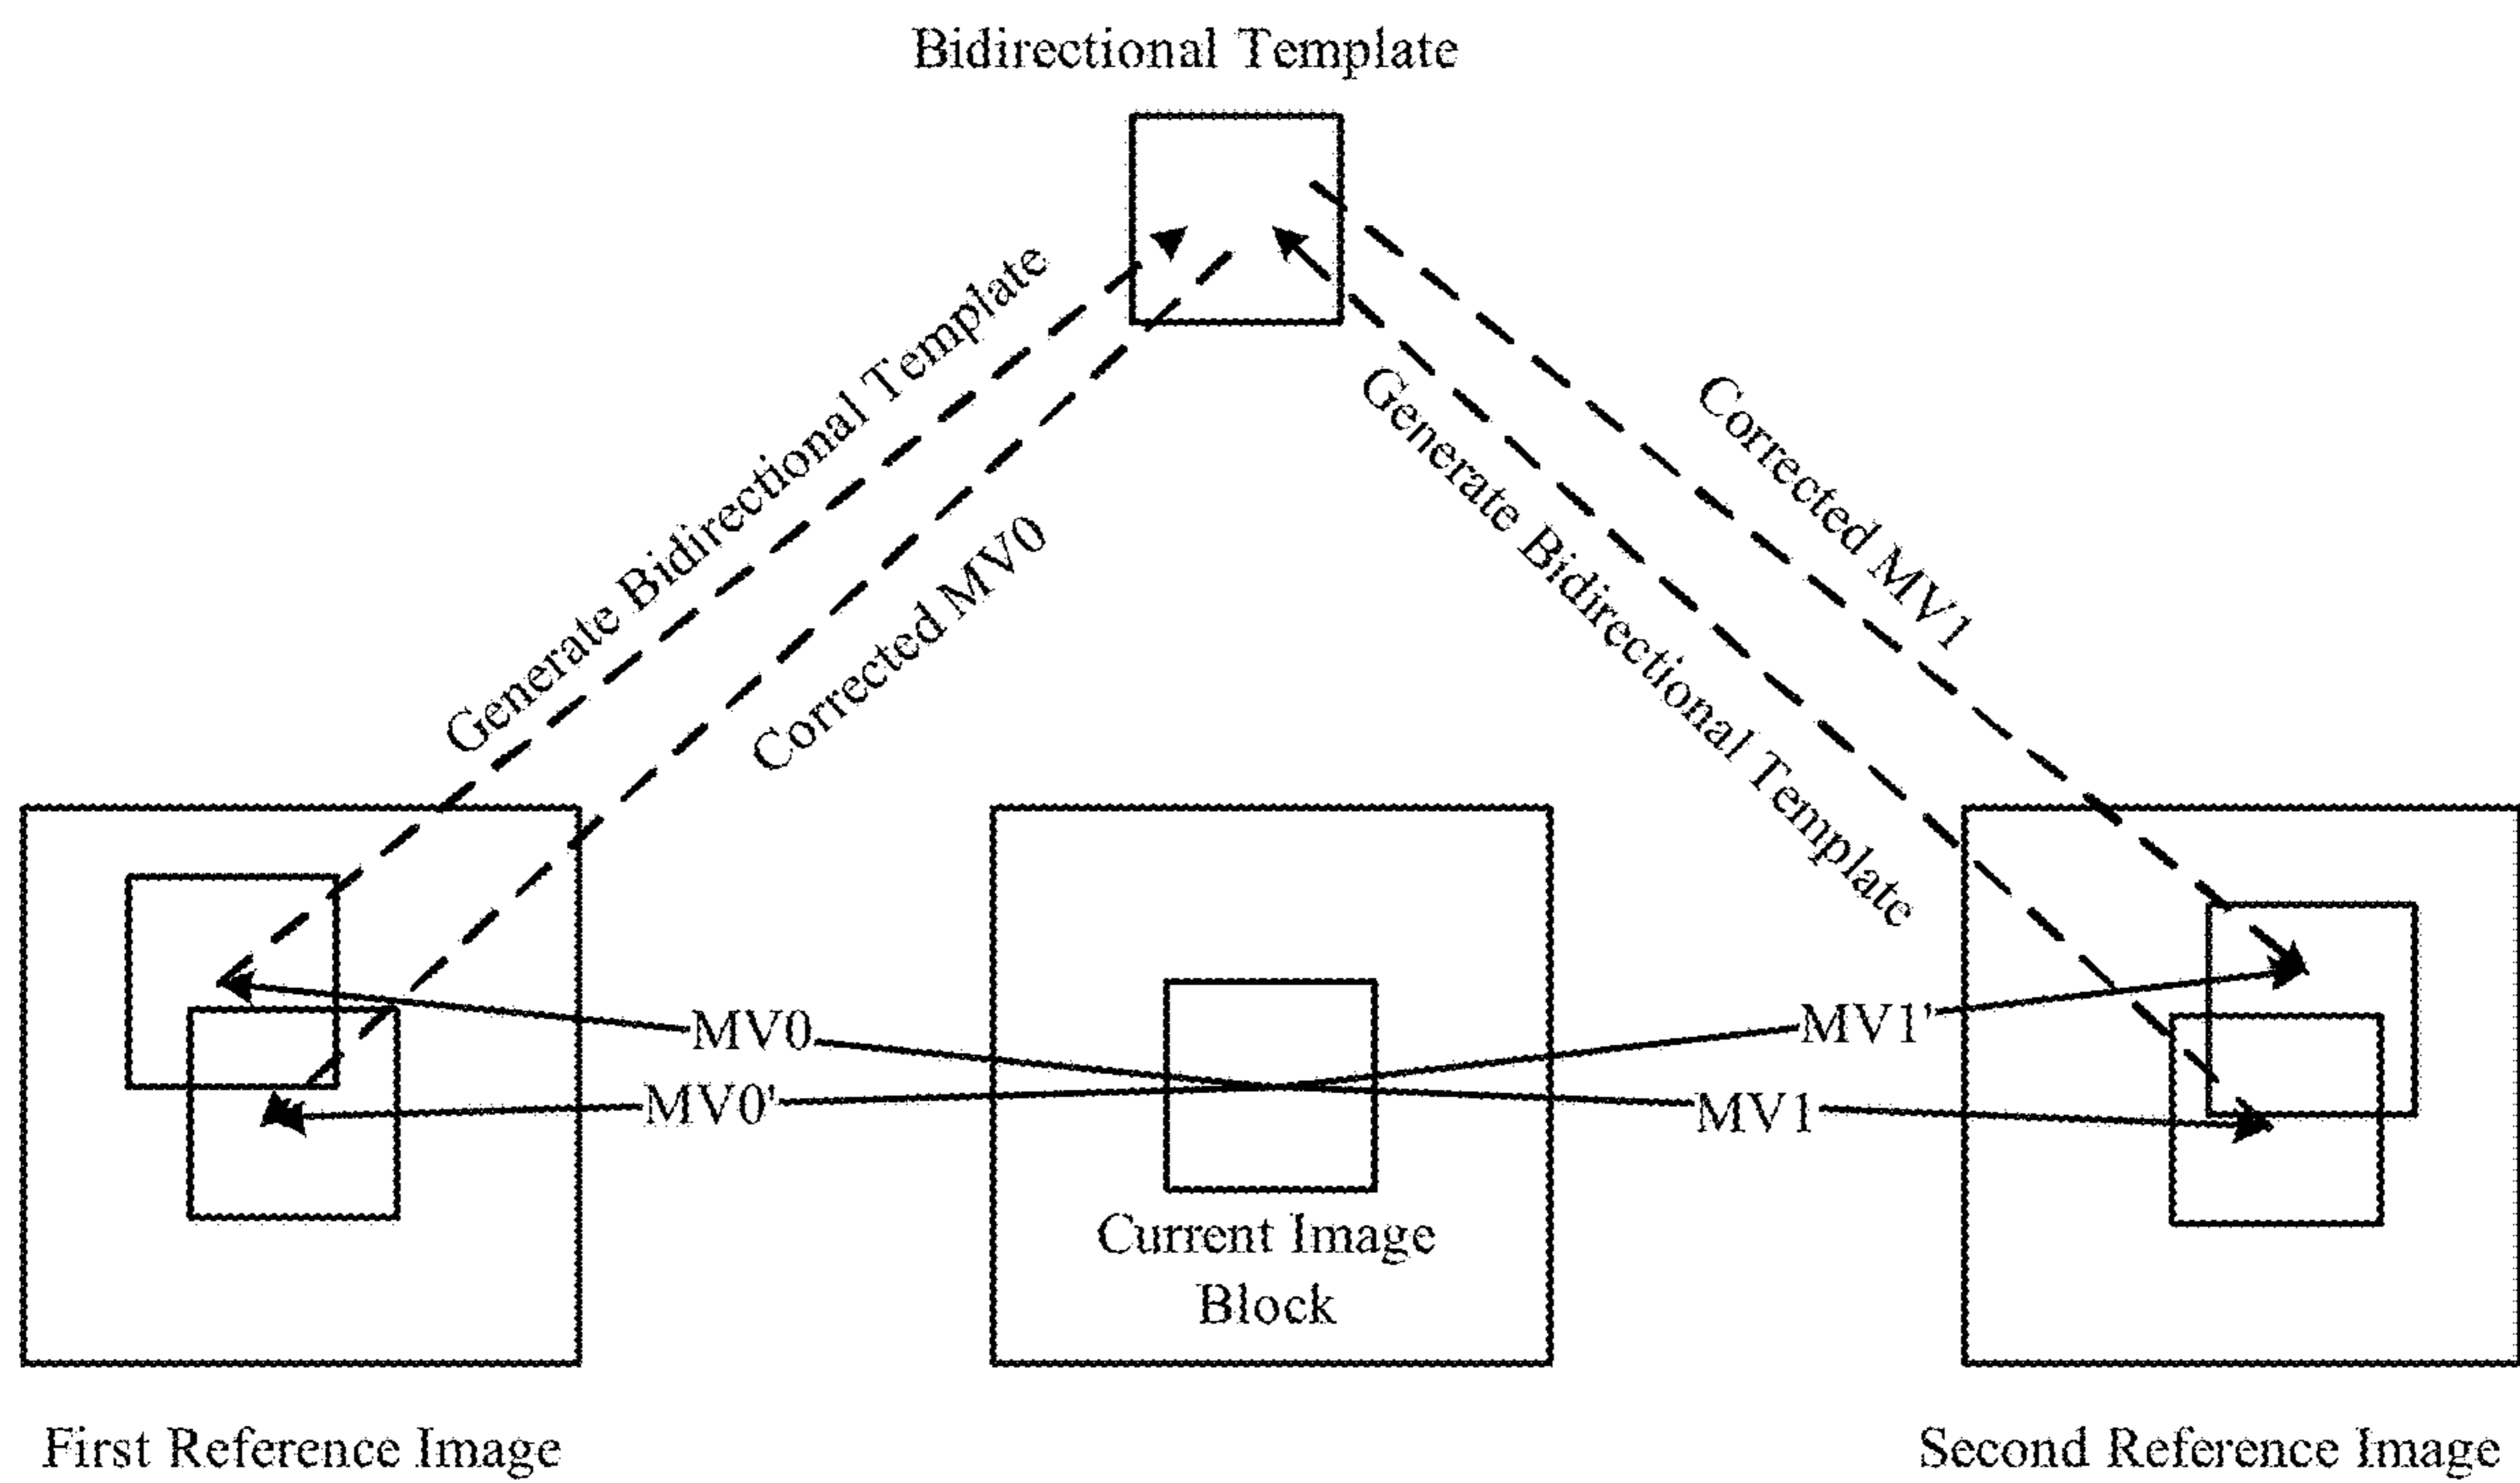 Bidirectional Template
Generate Bidirectional Template
Corrected MV0
Generate Bidirectional Template
Corrected MV1
MV0
MV0'
MV1'
MV1
Current Image
Block
First Reference Image
Second Reference Image